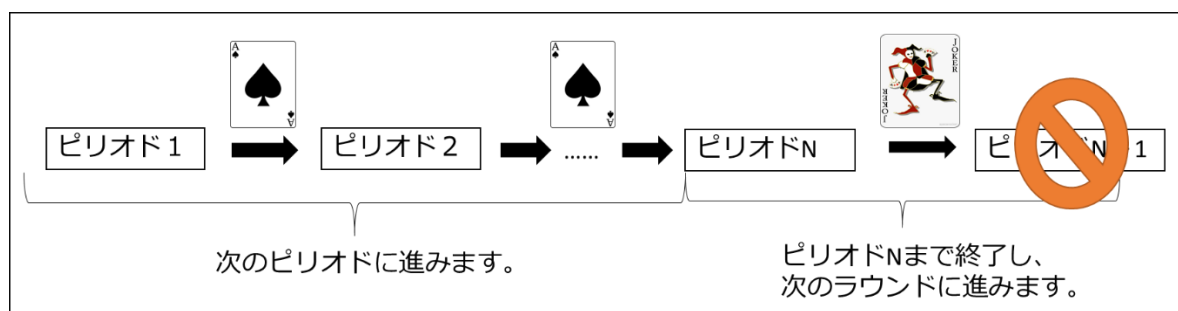 A
A
A
A
JOKER
JOKER
ピリオド１
ピリオド２
……
ピリオドN
次のピリオドに進みます。
ピリオドNまで終了し、
次のラウンドに進みます。